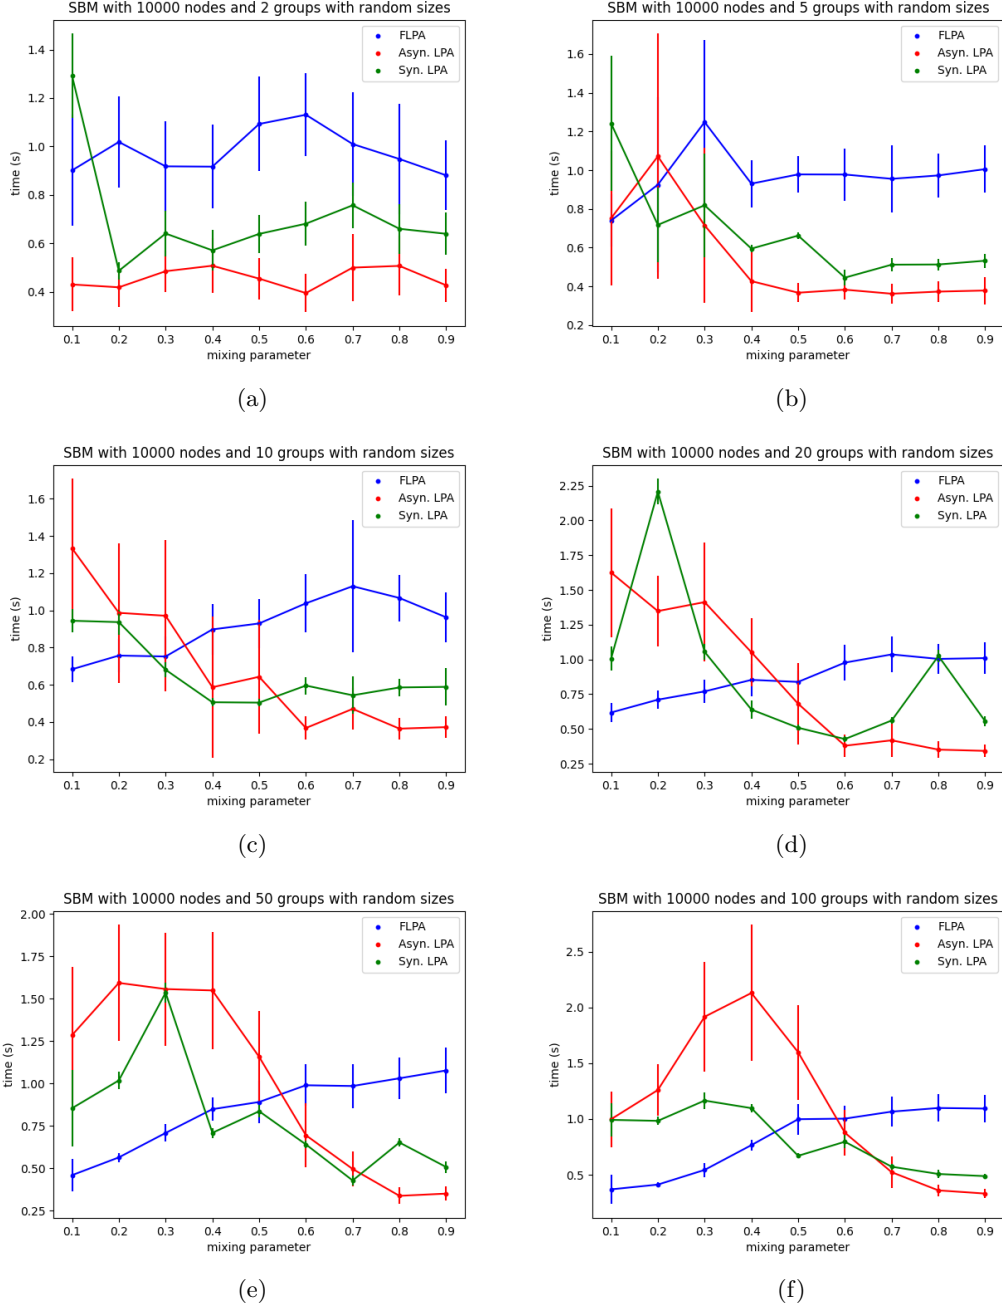 SBM with 10000 nodes and 2 groups with random sizes
FLPA
Asyn. LPA
Syn. LPA
1.4
1.2
1.0
0.8
0.6
0.4
time (s)
0.1 0.2 0.3 0.4 0.5 0.6 0.7 0.8 0.9
mixing parameter
(a)
SBM with 10000 nodes and 5 groups with random sizes
FLPA
Asyn. LPA
Syn. LPA
1.6
1.4
1.2
1.0
0.8
0.6
0.4
0.2
time (s)
0.1 0.2 0.3 0.4 0.5 0.6 0.7 0.8 0.9
mixing parameter
(b)
SBM with 10000 nodes and 10 groups with random sizes
FLPA
Asyn. LPA
Syn. LPA
1.6
1.4
1.2
1.0
0.8
0.6
0.4
0.2
time (s)
0.1 0.2 0.3 0.4 0.5 0.6 0.7 0.8 0.9
mixing parameter
(c)
SBM with 10000 nodes and 20 groups with random sizes
FLPA
Asyn. LPA
Syn. LPA
2.25
2.00
1.75
1.50
1.25
1.00
0.75
0.50
0.25
time (s)
0.1 0.2 0.3 0.4 0.5 0.6 0.7 0.8 0.9
mixing parameter
(d)
SBM with 10000 nodes and 50 groups with random sizes
FLPA
Asyn. LPA
Syn. LPA
2.00
1.75
1.50
1.25
1.00
0.75
0.50
0.25
time (s)
0.1 0.2 0.3 0.4 0.5 0.6 0.7 0.8 0.9
mixing parameter
(e)
SBM with 10000 nodes and 100 groups with random sizes
FLPA
Asyn. LPA
Syn. LPA
2.5
2.0
1.5
1.0
0.5
time (s)
0.1 0.2 0.3 0.4 0.5 0.6 0.7 0.8 0.9
mixing parameter
(f)